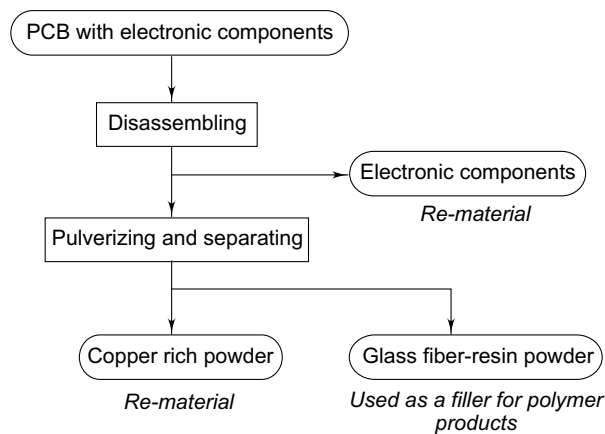 PCB with electronic components
Disassembling
Electronic components
Re-material
Pulverizing and separating
Copper rich powder
Re-material
Glass fiber-resin powder
Used as a filler for polymer
products